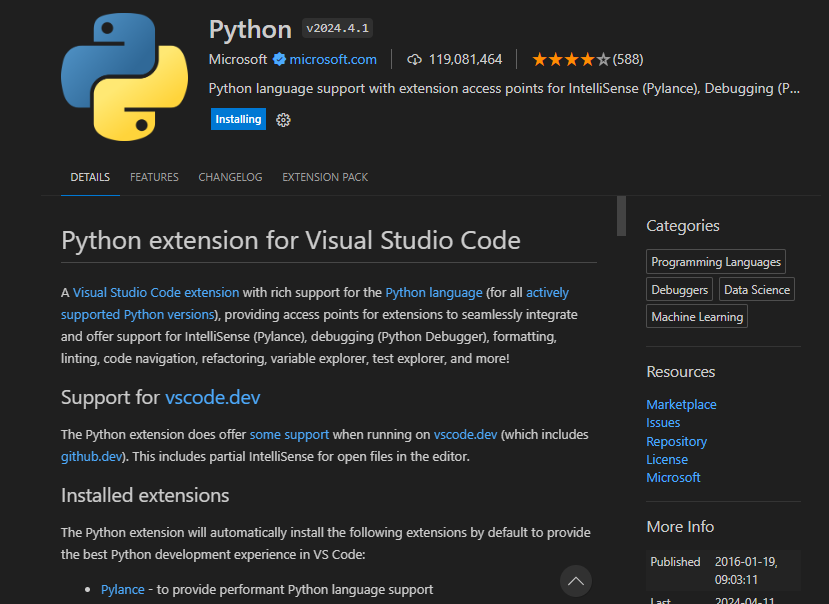 Python v2024.4.1
Microsoft microsoft.com 119,081,464 (588)
Python language support with extension access points for IntelliSense (Pylance), Debugging (P...
Installing
DETAILS FEATURES CHANGELOG EXTENSION PACK
Python extension for Visual Studio Code
A Visual Studio Code extension with rich support for the Python language (for all actively
supported Python versions), providing access points for extensions to seamlessly integrate
and offer support for IntelliSense (Pylance), debugging (Python Debugger), formatting,
linting, code navigation, refactoring, variable explorer, test explorer, and more!
Support for vscode.dev
The Python extension does offer some support when running on vscode.dev (which includes
github.dev). This includes partial IntelliSense for open files in the editor.
Installed extensions
The Python extension will automatically install the following extensions by default to provide
the best Python development experience in VS Code:
• Pylance - to provide performant Python language support
Categories
Programming Languages
Debuggers Data Science
Machine Learning
Resources
Marketplace
Issues
Repository
License
Microsoft
More Info
Published 2016-01-19,
09:03:11
Last 2024-04-11,